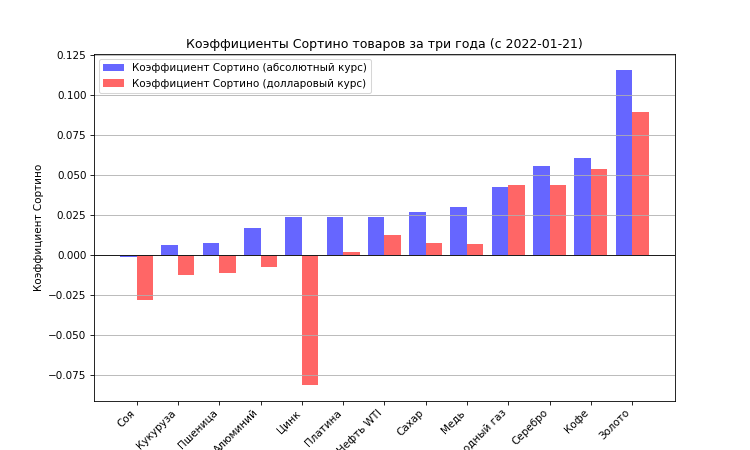 Коэффициенты Сортино товаров за три года (с 2022-01-21)
Коэффициент Сортино (абсолютный курс)
Коэффициент Сортино (долларовый курс)
Коэффициент Сортино
0.125
0.100
0.075
0.050
0.025
0.000
−0.025
−0.050
−0.075
Соя
Кукуруза
Пшеница
Алюминий
Цинк
Платина
Нефть WTI
Сахар
Медь
газ
Серебро
Кофе
Золото